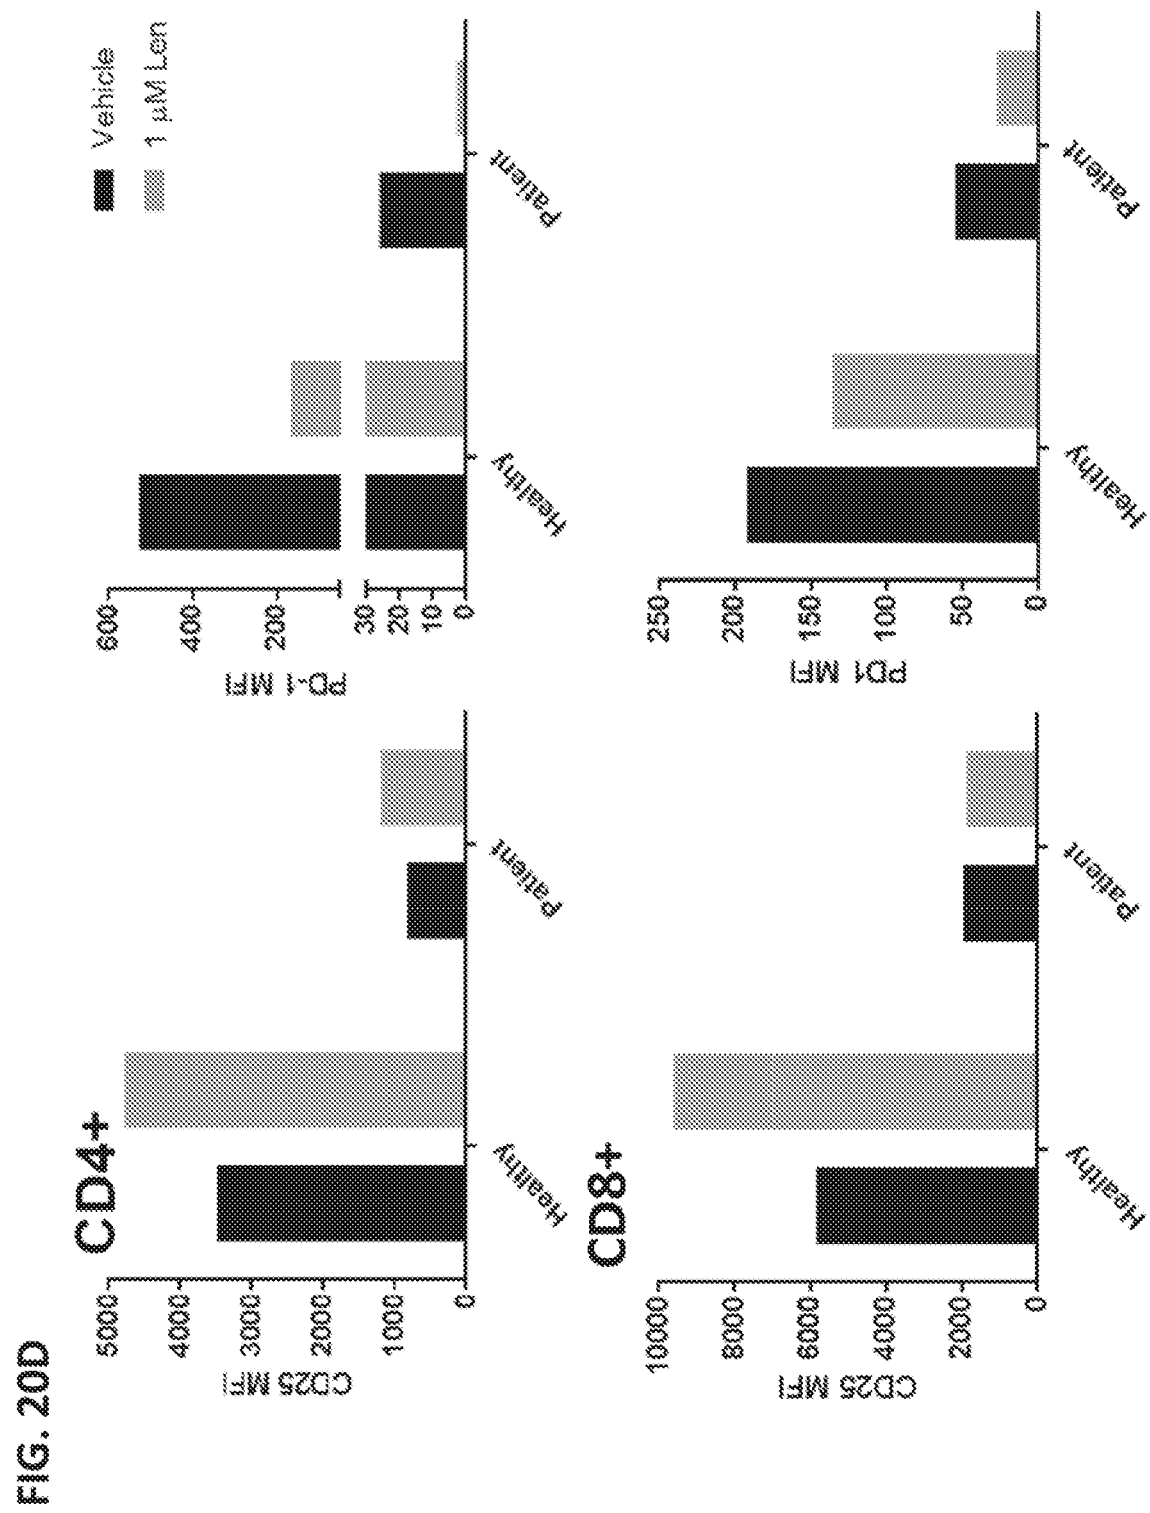 FIG. 20D
CD4+
CD25 MFI
5000
4000
3000
2000
1000
0
Healthy
Patient
PD-1 MFI
600
400
200
30
20
10
0
Healthy
Patient
Vehicle
1 µM Len
CD8+
CD25 MFI
10000
8000
6000
4000
2000
0
Healthy
Patient
PD1 MFI
250
200
150
100
50
0
Healthy
Patient